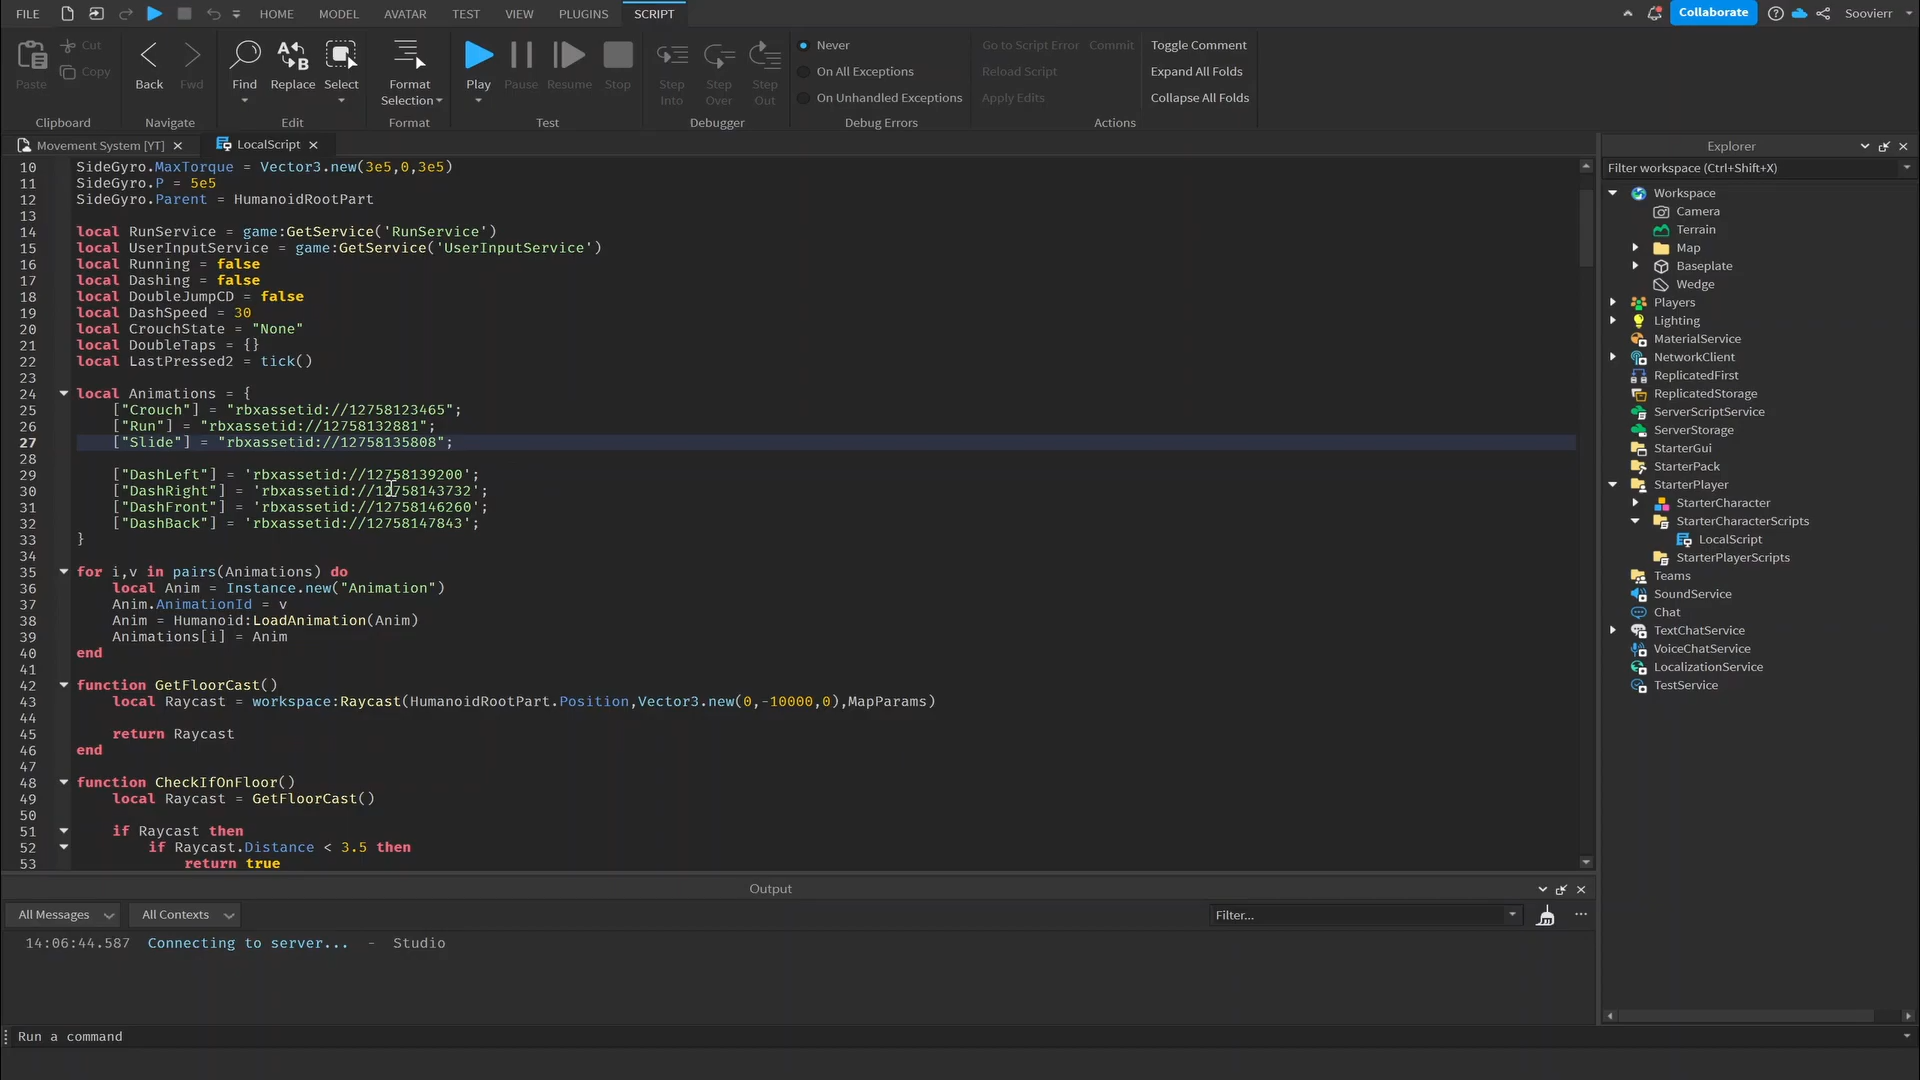 FILE HOME MODEL AVATAR TEST VIEW PLUGINS SCRIPT Collaborate Soovierr
Paste Cut Copy
Clipboard
Back Fwd
Navigate
Find Replace Select
Edit
Format Selection
Format
Play Pause Resume Stop
Test
Step Into Step Over Step Out
Debugger
Never
On All Exceptions
On Unhandled Exceptions
Debug Errors
Go to Script Error Commit
Reload Script
Apply Edits
Toggle Comment
Expand All Folds
Collapse All Folds
Actions
Movement System [YT] LocalScript
10 SideGyro.MaxTorque = Vector3.new(3e5,0,3e5)
11 SideGyro.P = 5e5
12 SideGyro.Parent = HumanoidRootPart
13
14 local RunService = game:GetService('RunService')
15 local UserInputService = game:GetService('UserInputService')
16 local Running = false
17 local Dashing = false
18 local DoubleJumpCD = false
19 local DashSpeed = 30
20 local CrouchState = "None"
21 local DoubleTaps = {}
22 local LastPressed2 = tick()
23
24 local Animations = {
25 ["Crouch"] = "rbxassetid://12758123465";
26 ["Run"] = "rbxassetid://12758132881";
27 ["Slide"] = "rbxassetid://12758135808";
28
29 ["DashLeft"] = 'rbxassetid://12758139200';
30 ["DashRight"] = 'rbxassetid://12758143732';
31 ["DashFront"] = 'rbxassetid://12758146260';
32 ["DashBack"] = 'rbxassetid://12758147843';
33 }
34
35 for i,v in pairs(Animations) do
36 local Anim = Instance.new("Animation")
37 Anim.AnimationId = v
38 Anim = Humanoid:LoadAnimation(Anim)
39 Animations[i] = Anim
40 end
41
42 function GetFloorCast()
43 local Raycast = workspace:Raycast(HumanoidRootPart.Position,Vector3.new(0,-10000,0),MapParams)
44
45 return Raycast
46 end
47
48 function CheckIfOnFloor()
49 local Raycast = GetFloorCast()
50
51 if Raycast then
52 if Raycast.Distance < 3.5 then
53 return true
Output
All Messages All Contexts Filter... ...
14:06:44.587 Connecting to server... - Studio
Run a command
Explorer
Filter workspace (Ctrl+Shift+X)
Workspace
Camera
Terrain
Map
Baseplate
Wedge
Players
Lighting
MaterialService
NetworkClient
ReplicatedFirst
ReplicatedStorage
ServerScriptService
ServerStorage
StarterGui
StarterPack
StarterPlayer
StarterCharacter
StarterCharacterScripts
LocalScript
StarterPlayerScripts
Teams
SoundService
Chat
TextChatService
VoiceChatService
LocalizationService
TestService